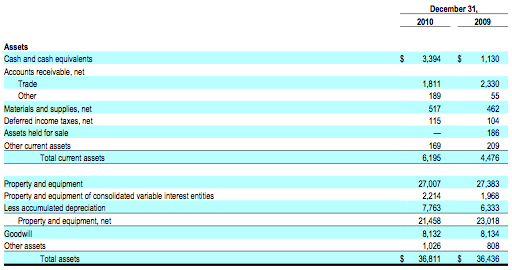 December 31,
2010 2009
Assets
Cash and cash equivalents $ 3,394 $ 1,130
Accounts receivable, net
Trade 1,811 2,330
Other 189 55
Materials and supplies, net 517 462
Deferred income taxes, net 115 104
Assets held for sale — 186
Other current assets 169 209
Total current assets 6,195 4,476
Property and equipment 27,007 27,383
Property and equipment of consolidated variable interest entities 2,214 1,968
Less accumulated depreciation 7,763 6,333
Property and equipment, net 21,458 23,018
Goodwill 8,132 8,134
Other assets 1,026 808
Total assets $ 36,811 $ 36,436